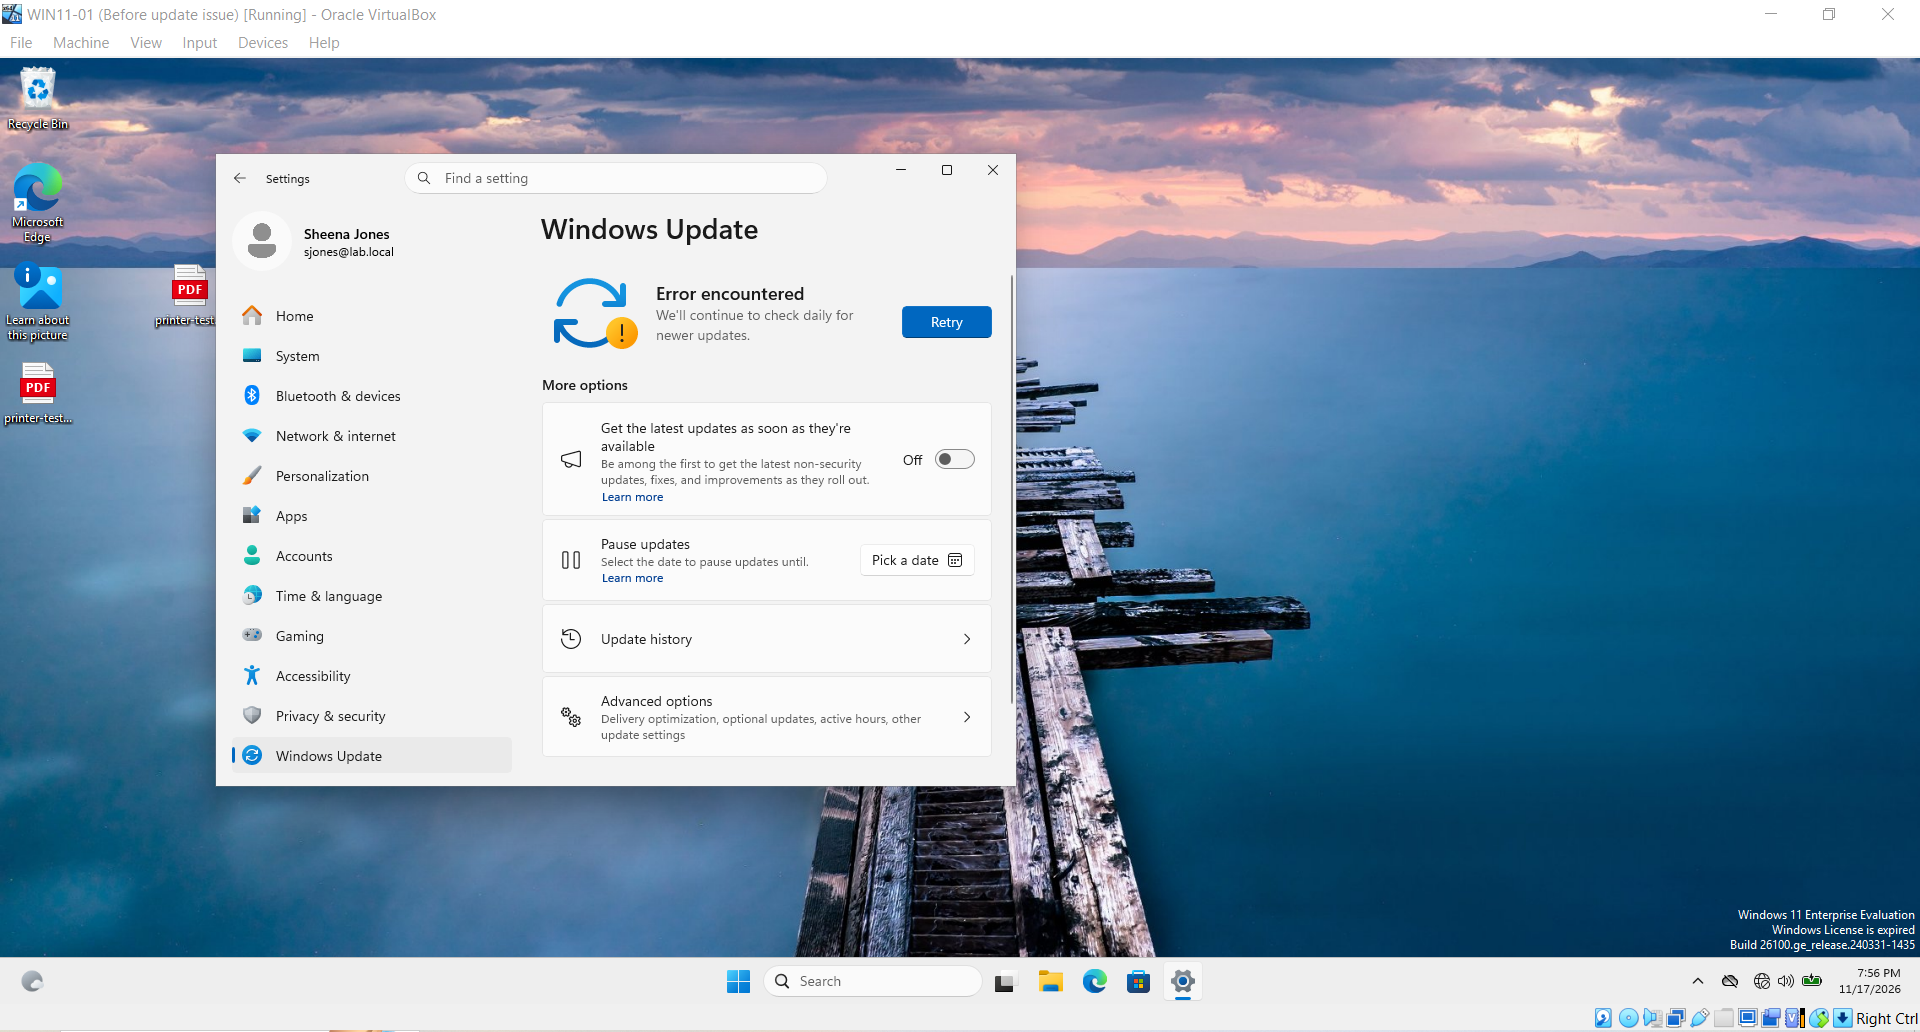 WIN11-01 (Before update issue) [Running] - Oracle VirtualBox
File Machine View Input Devices Help
Recycle Bin
Microsoft
Edge
Learn about
this picture
printer-test...
printer-test
Settings
Find a setting
Sheena Jones
sjones@lab.local
Home
System
Bluetooth & devices
Network & internet
Personalization
Apps
Accounts
Time & language
Gaming
Accessibility
Privacy & security
Windows Update
Windows Update
Error encountered
We'll continue to check daily for
newer updates.
Retry
More options
Get the latest updates as soon as they're
available
Be among the first to get the latest non-security
updates, fixes, and improvements as they roll out.
Learn more
Off
Pause updates
Select the date to pause updates until.
Learn more
Pick a date
Update history
Advanced options
Delivery optimization, optional updates, active hours, other
update settings
PDF
PDF
Windows 11 Enterprise Evaluation
Windows License is expired
Build 26100.ge_release.240331-1435
Search
7:56 PM
11/17/2026
Right Ctrl